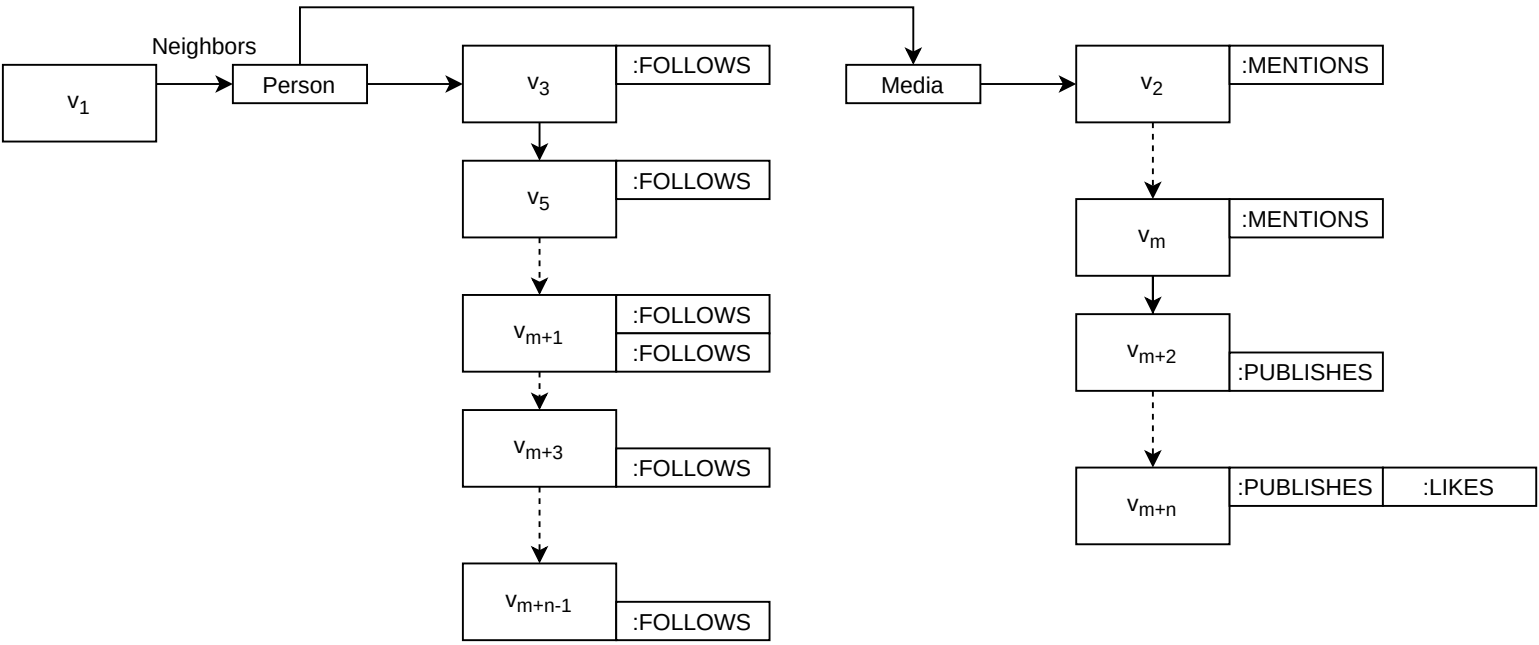 Neighbors
v1
Person
v3
:FOLLOWS
v5
:FOLLOWS
vm+1
:FOLLOWS
:FOLLOWS
vm+3
:FOLLOWS
vm+n-1
:FOLLOWS
Media
v2
:MENTIONS
vm
:MENTIONS
vm+2
:PUBLISHES
vm+n
:PUBLISHES :LIKES